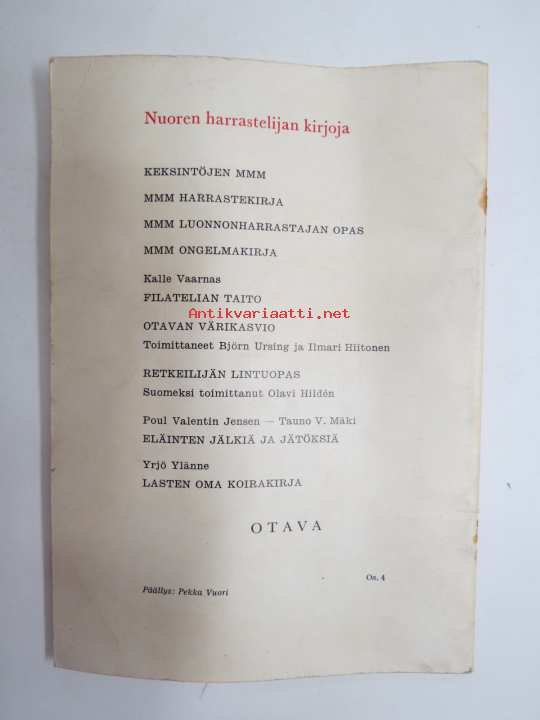 Nuoren harrastelijan kirjoja
KEKSINTÖJEN MMM
MMM HARRASTEKIRJA
MMM LUONNONHARRASTAJAN OPAS
MMM ONGELMAKIRJA
Kalle Vaarnas
FILATELIAN TAITO
Antikvariaatti.net
OTAVAN VÄRIKASVIO
Toimittaneet Björn Ursing ja Ilmari Hiitonen
RETKEILIJÄN LINTUOPAS
Suomeksi toimittanut Olavi Hildén
Poul Valentin Jensen — Tauno V. Mäki
ELÄINTEN JÄLKIÄ JA JÄTÖKSIÄ
Yrjö Ylänne
LASTEN OMA KOIRAKIRJA
OTAVA
Os. 4
Päällys: Pekka Vuori